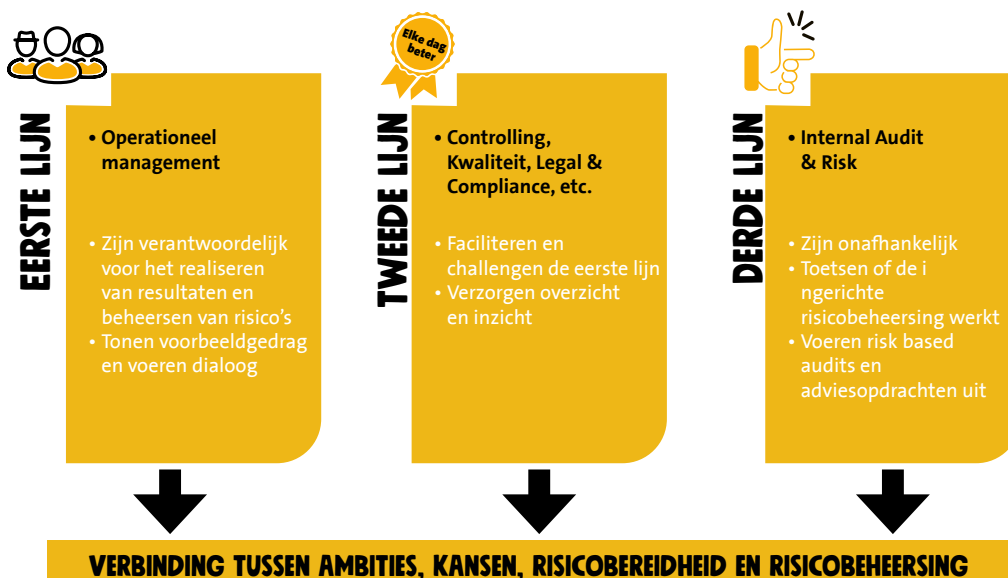 EERSTE LIJN
• Operationeel
management
• Zijn verantwoordelijk
voor het realiseren
van resultaten en
beheersen van risico's
• Tonen voorbeeldgedrag
en voeren dialoog
Elke dag
beter
TWEEDE LIJN
• Controlling,
Kwaliteit, Legal &
Compliance, etc.
• Faciliteren en
challengen de eerste lijn
• Verzorgen overzicht
en inzicht
DERDE LIJN
• Internal Audit
& Risk
• Zijn onafhankelijk
• Toetsen of de i
ngerichte
risicobeheersing werkt
• Voeren risk based
audits en
adviesopdrachten uit
VERBINDING TUSSEN AMBITIES, KANSEN, RISICOBEREIDHEID EN RISICOBEHEERSING